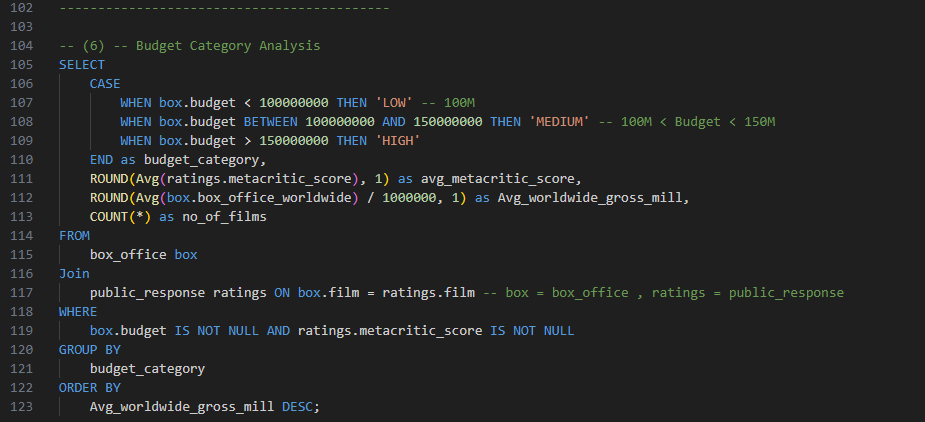 102 -------------------------------------------
103
104 -- (6) -- Budget Category Analysis
105 SELECT
106 CASE
107 WHEN box.budget < 100000000 THEN 'LOW' -- 100M
108 WHEN box.budget BETWEEN 100000000 AND 150000000 THEN 'MEDIUM' -- 100M < Budget < 150M
109 WHEN box.budget > 150000000 THEN 'HIGH'
110 END as budget_category,
111 ROUND(Avg(ratings.metacritic_score), 1) as avg_metacritic_score,
112 ROUND(Avg(box.box_office_worldwide) / 1000000, 1) as Avg_worldwide_gross_mill,
113 COUNT(*) as no_of_films
114 FROM
115 box_office box
116 Join
117 public_response ratings ON box.film = ratings.film -- box = box_office , ratings = public_response
118 WHERE
119 box.budget IS NOT NULL AND ratings.metacritic_score IS NOT NULL
120 GROUP BY
121 budget_category
122 ORDER BY
123 Avg_worldwide_gross_mill DESC;